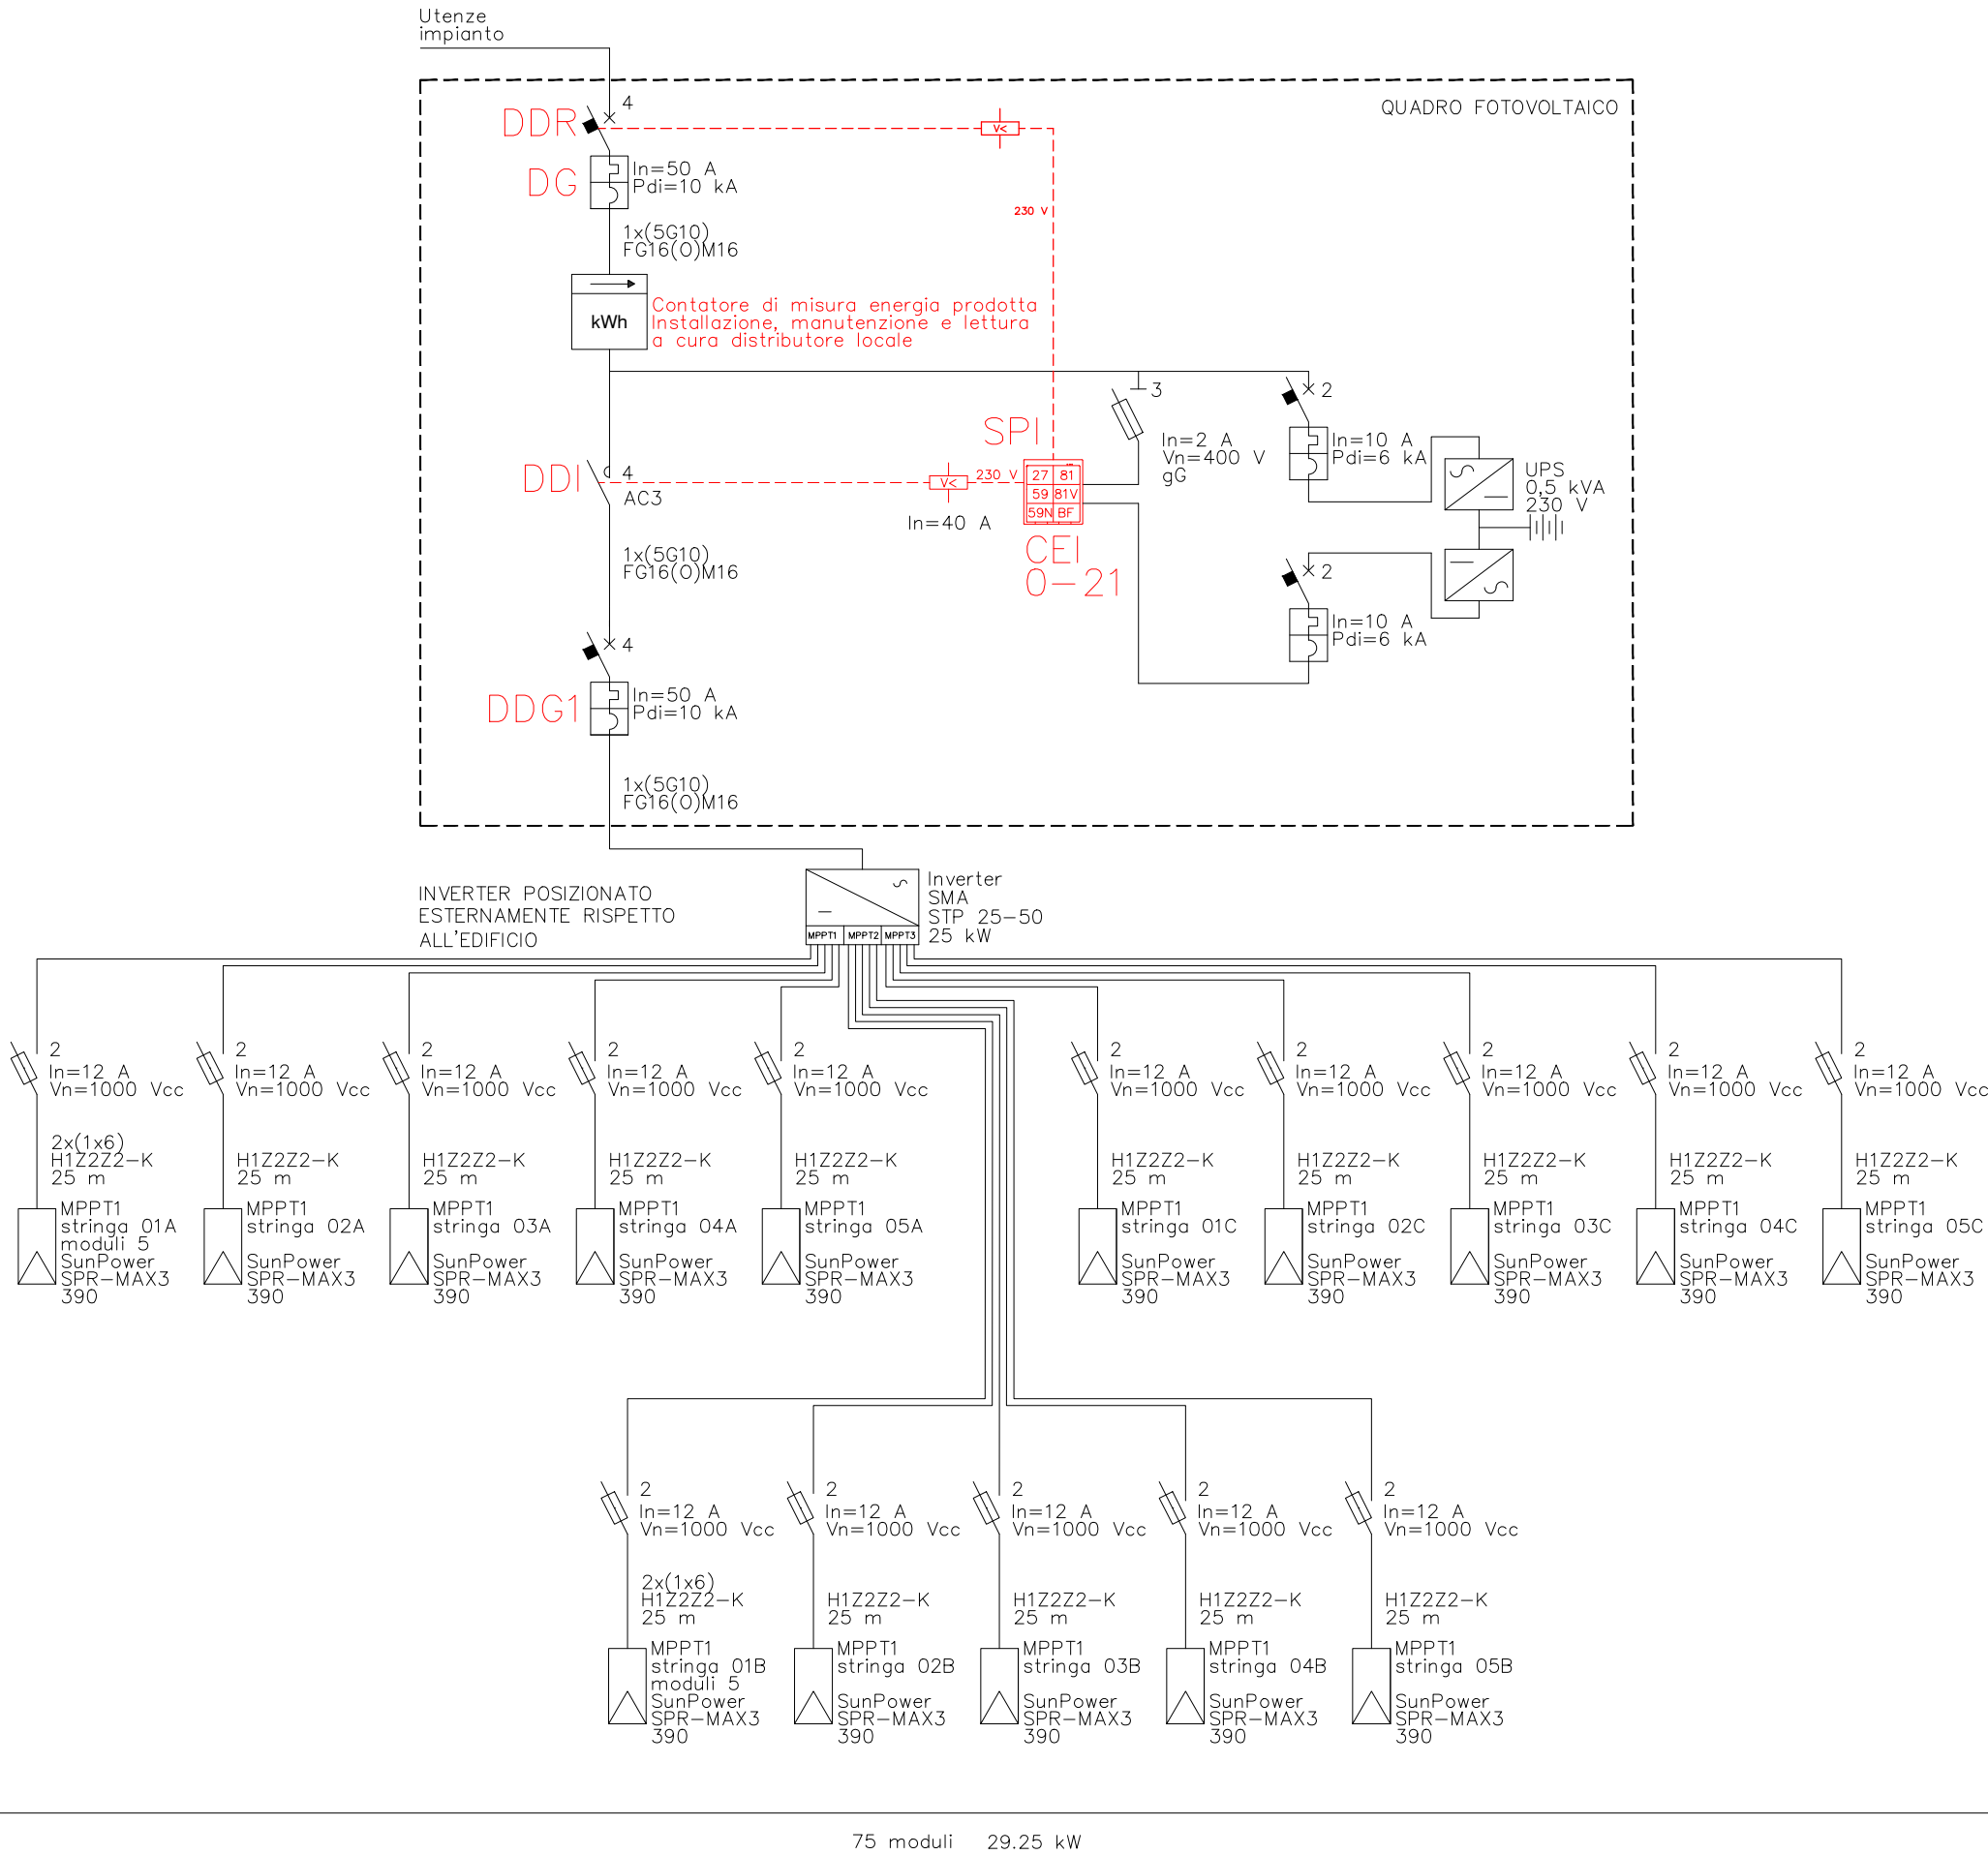 Utenze
impianto
QUADRO FOTOVOLTAICO
DDR
4
V<
DG
In=50 A
Pdi=10 kA
230 V
1x(5G10)
FG16(O)M16
kWh
Contatore di misura energia prodotta
Installazione, manutenzione e lettura
a cura distributore locale
3
2
SPI
In=2 A
Vn=400 V
gG
In=10 A
Pdi=6 kA
DDI
4
AC3
V<
230 V
27 81
59 81V
59N BF
UPS
0,5 kVA
230 V
In=40 A
CEI
0-21
1x(5G10)
FG16(O)M16
2
In=10 A
Pdi=6 kA
4
DDG1
In=50 A
Pdi=10 kA
1x(5G10)
FG16(O)M16
INVERTER POSIZIONATO
ESTERNAMENTE RISPETTO
ALL'EDIFICIO
Inverter
SMA
STP 25-50
25 kW
MPPT1 MPPT2 MPPT3
2
In=12 A
Vn=1000 Vcc
2x(1x6)
H1Z2Z2-K
25 m
MPPT1
stringa 01A
moduli 5
SunPower
SPR-MAX3
390
2
In=12 A
Vn=1000 Vcc
H1Z2Z2-K
25 m
MPPT1
stringa 02A
SunPower
SPR-MAX3
390
2
In=12 A
Vn=1000 Vcc
H1Z2Z2-K
25 m
MPPT1
stringa 03A
SunPower
SPR-MAX3
390
2
In=12 A
Vn=1000 Vcc
H1Z2Z2-K
25 m
MPPT1
stringa 04A
SunPower
SPR-MAX3
390
2
In=12 A
Vn=1000 Vcc
H1Z2Z2-K
25 m
MPPT1
stringa 05A
SunPower
SPR-MAX3
390
2
In=12 A
Vn=1000 Vcc
H1Z2Z2-K
25 m
MPPT1
stringa 01C
SunPower
SPR-MAX3
390
2
In=12 A
Vn=1000 Vcc
H1Z2Z2-K
25 m
MPPT1
stringa 02C
SunPower
SPR-MAX3
390
2
In=12 A
Vn=1000 Vcc
H1Z2Z2-K
25 m
MPPT1
stringa 03C
SunPower
SPR-MAX3
390
2
In=12 A
Vn=1000 Vcc
H1Z2Z2-K
25 m
MPPT1
stringa 04C
SunPower
SPR-MAX3
390
2
In=12 A
Vn=1000 Vcc
H1Z2Z2-K
25 m
MPPT1
stringa 05C
SunPower
SPR-MAX3
390
2
In=12 A
Vn=1000 Vcc
2x(1x6)
H1Z2Z2-K
25 m
MPPT1
stringa 01B
moduli 5
SunPower
SPR-MAX3
390
2
In=12 A
Vn=1000 Vcc
H1Z2Z2-K
25 m
MPPT1
stringa 02B
SunPower
SPR-MAX3
390
2
In=12 A
Vn=1000 Vcc
H1Z2Z2-K
25 m
MPPT1
stringa 03B
SunPower
SPR-MAX3
390
2
In=12 A
Vn=1000 Vcc
H1Z2Z2-K
25 m
MPPT1
stringa 04B
SunPower
SPR-MAX3
390
2
In=12 A
Vn=1000 Vcc
H1Z2Z2-K
25 m
MPPT1
stringa 05B
SunPower
SPR-MAX3
390
75 moduli 29.25 kW